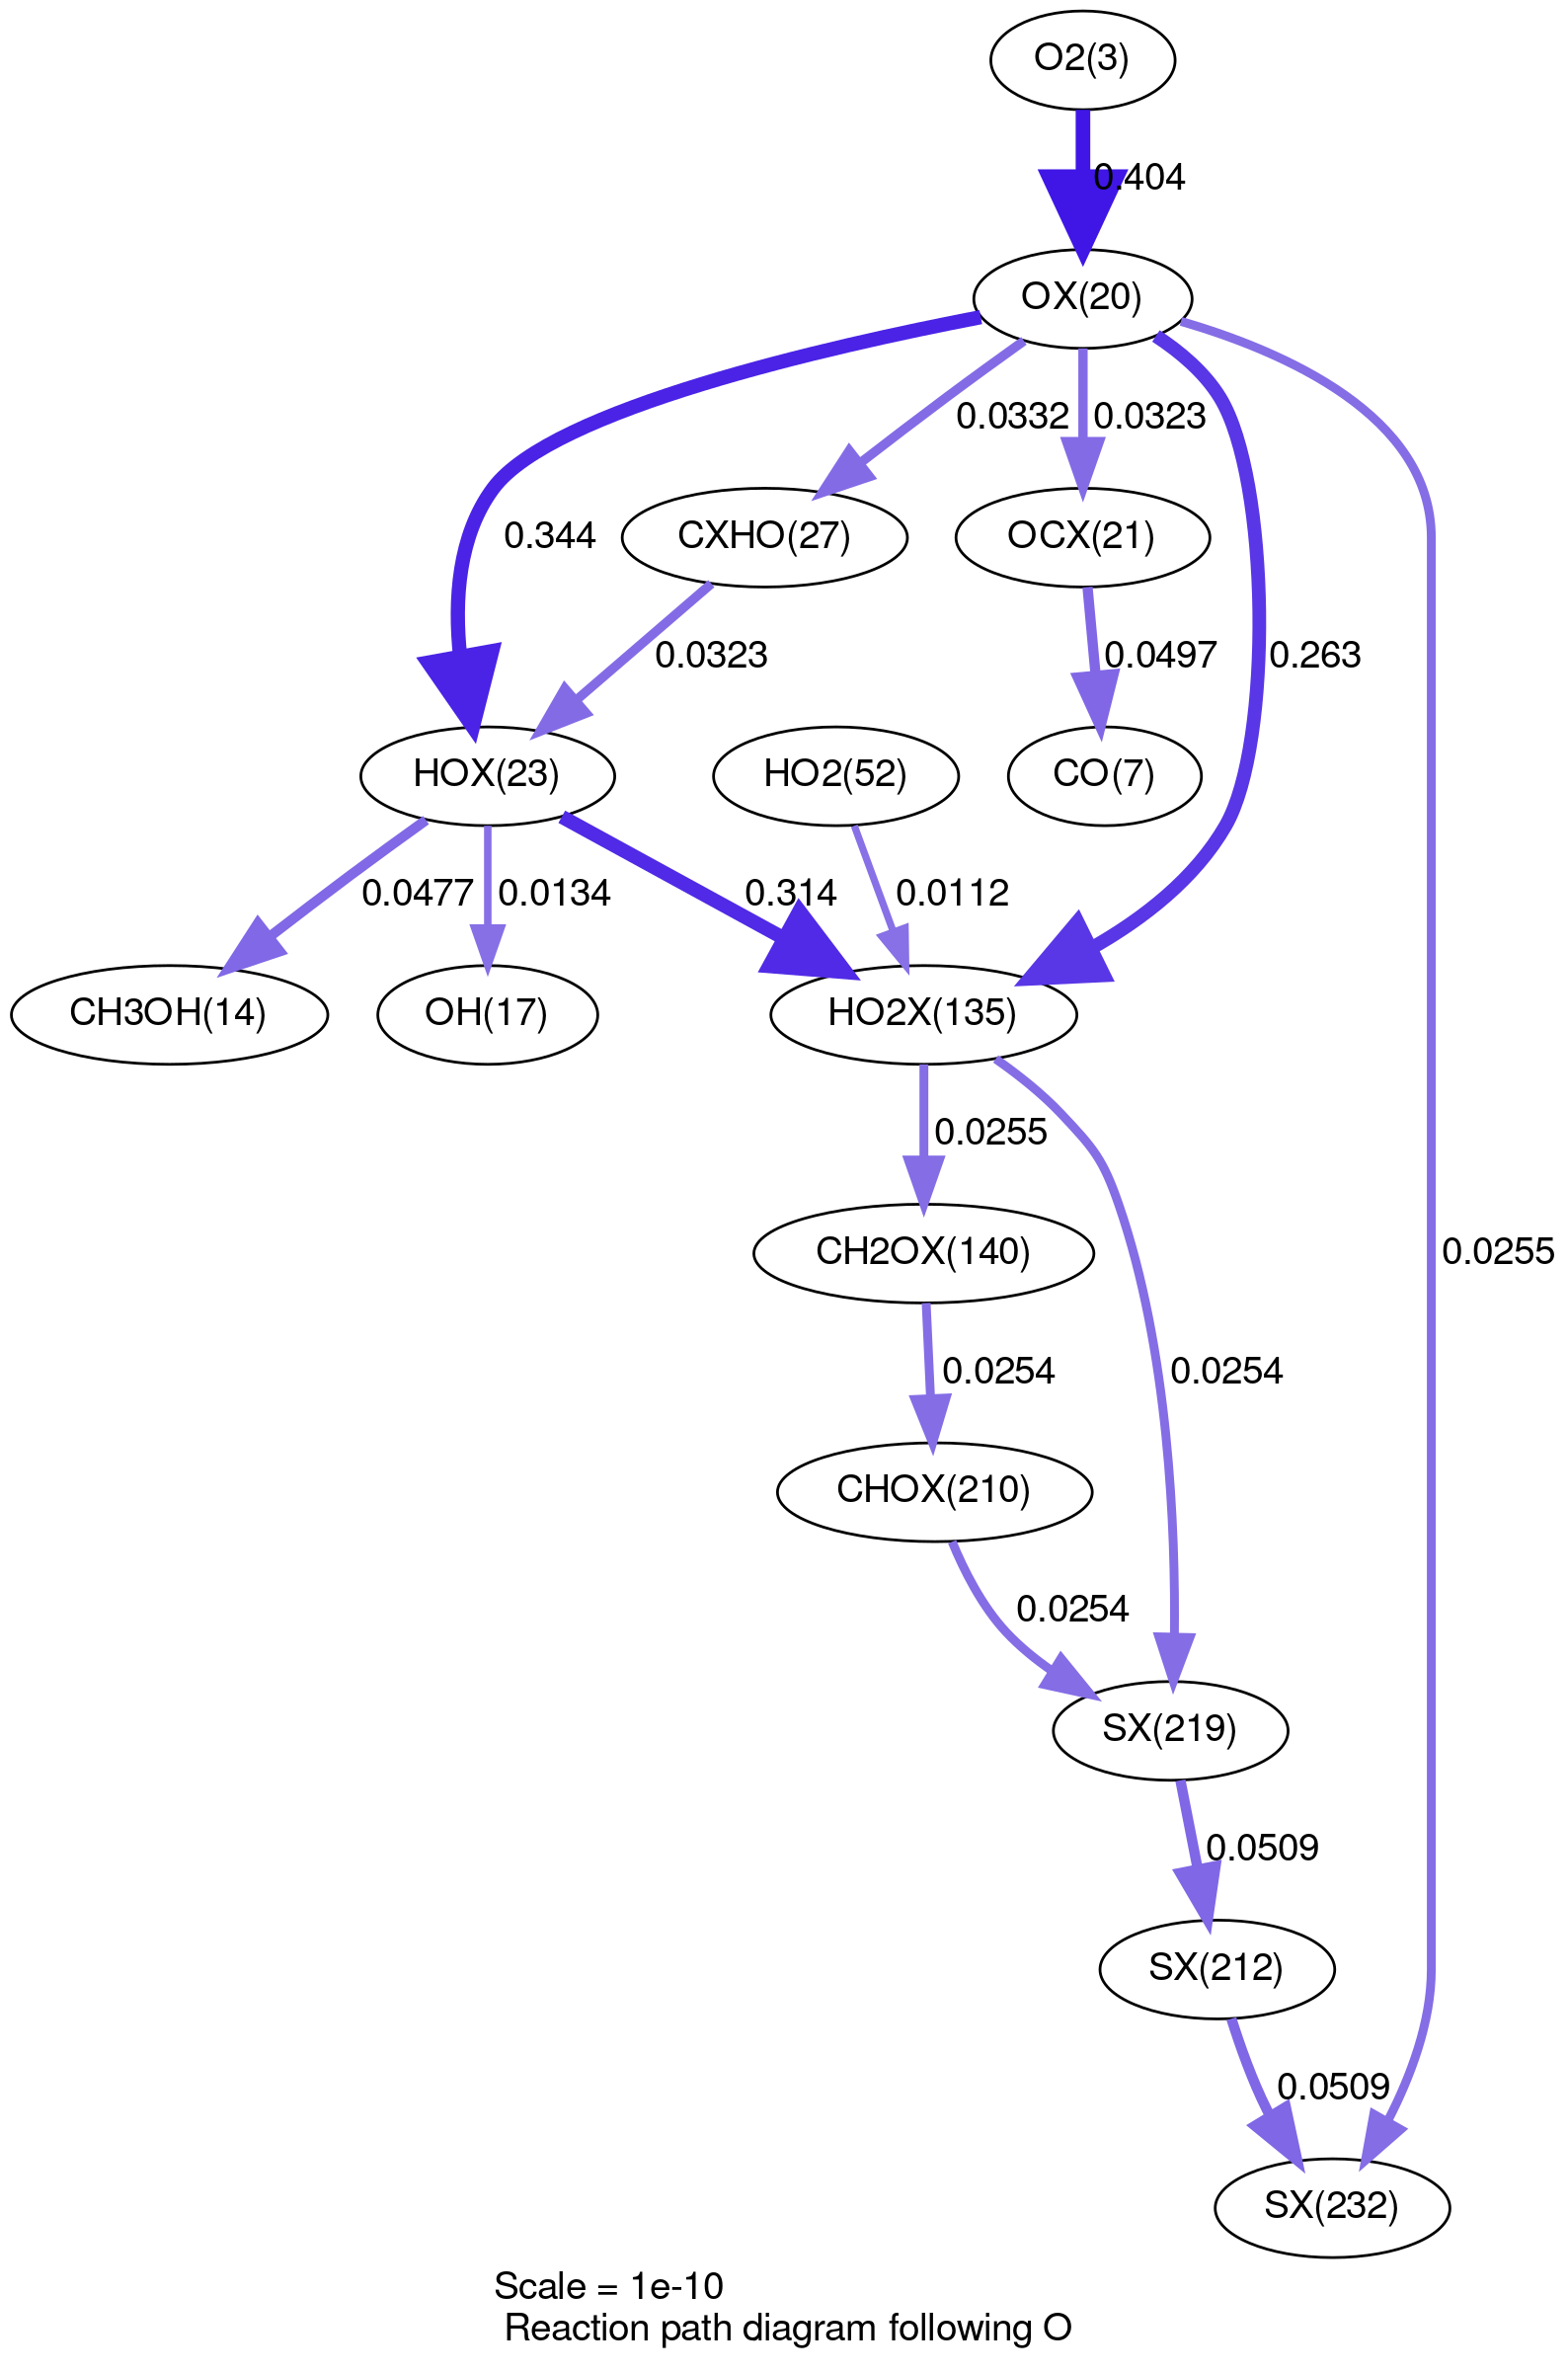 O2(3)
0.404
OX(20)
0.0332
0.0323
0.344
CXHO(27)
OCX(21)
0.0323
0.0497
0.263
HOX(23)
HO2(52)
CO(7)
0.0477
0.0134
0.314
0.0112
CH3OH(14)
OH(17)
HO2X(135)
0.0255
CH2OX(140)
0.0255
0.0254
0.0254
CHOX(210)
0.0254
SX(219)
0.0509
SX(212)
0.0509
SX(232)
Scale = 1e-10
Reaction path diagram following O